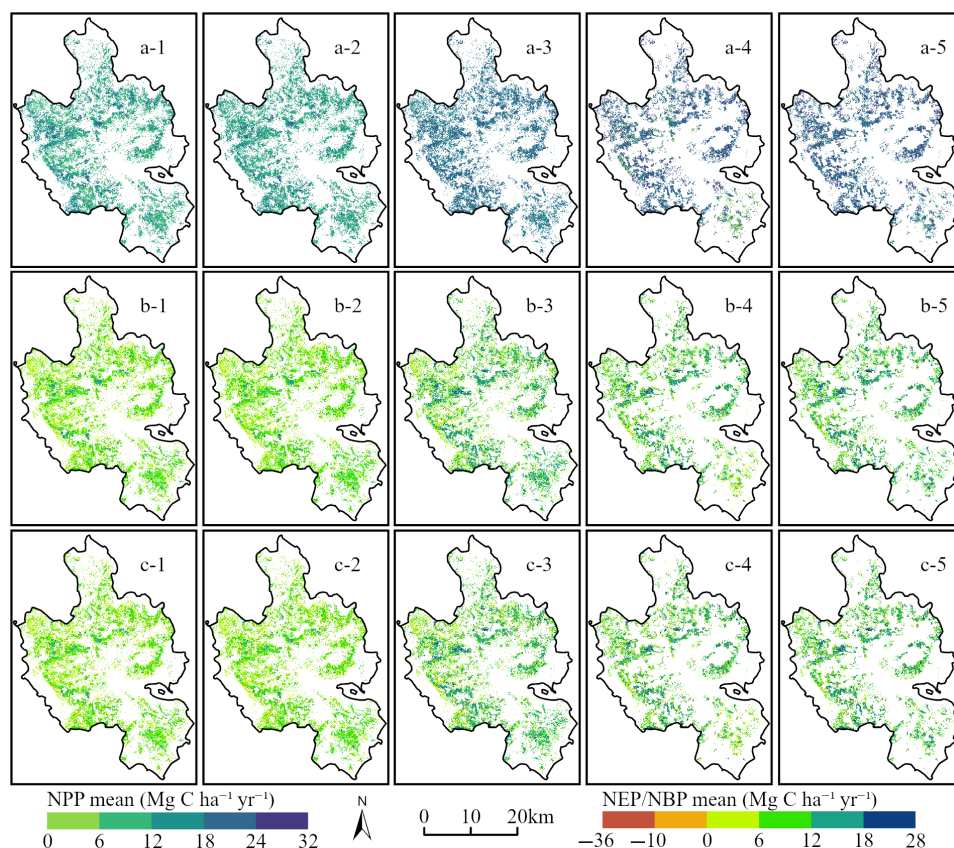 a-1 a-2 a-3 a-4 a-5
b-1 b-2 b-3 b-4 b-5
c-1 c-2 c-3 c-4 c-5
NPP mean (Mg C ha⁻¹ yr⁻¹) N NEP/NBP mean (Mg C ha⁻¹ yr⁻¹)
0 6 12 18 24 32 0 10 20km −36 −10 0 6 12 18 28